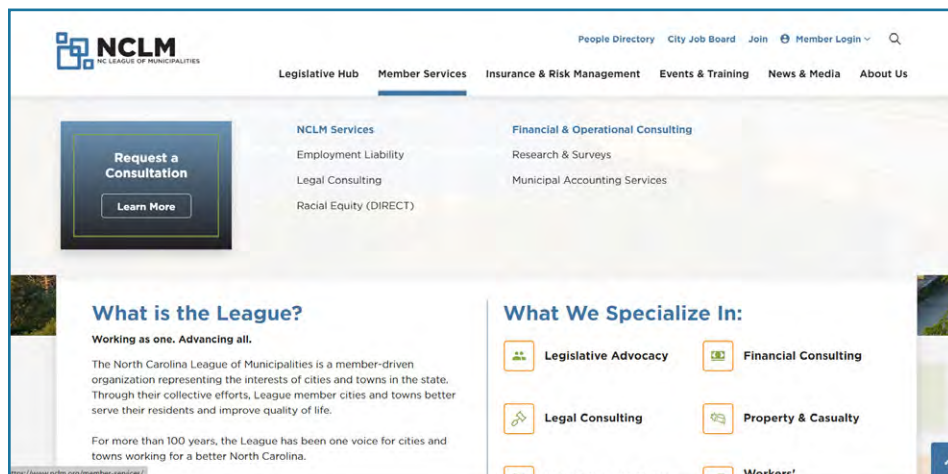 NCLM
NC LEAGUE OF MUNICIPALITIES
People Directory City Job Board Join Member Login
Legislative Hub Member Services Insurance & Risk Management Events & Training News & Media About Us
Request a
Consultation
Learn More
NCLM Services
Employment Liability
Legal Consulting
Racial Equity (DIRECT)
Financial & Operational Consulting
Research & Surveys
Municipal Accounting Services
What is the League?
Working as one. Advancing all.
The North Carolina League of Municipalities is a member-driven
organization representing the interests of cities and towns in the state.
Through their collective efforts, League member cities and towns better
serve their residents and improve quality of life.
For more than 100 years, the League has been one voice for cities and
towns working for a better North Carolina.
What We Specialize In:
Legislative Advocacy
Financial Consulting
Legal Consulting
Property & Casualty
Workers'